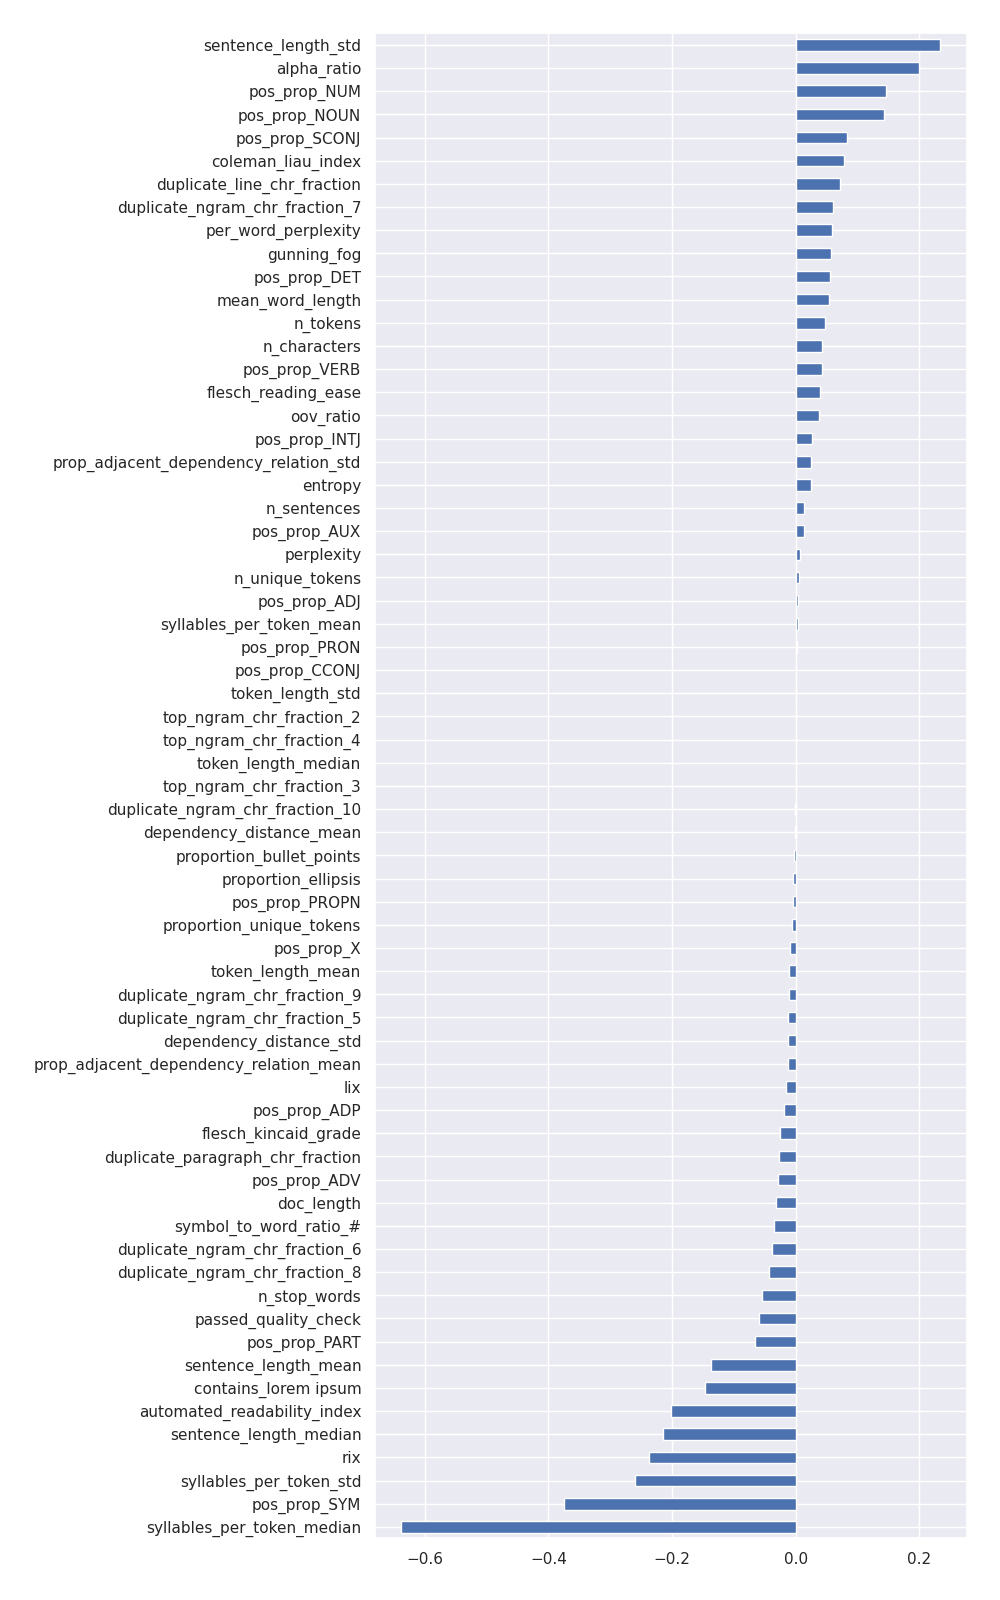 sentence_length_std
alpha_ratio
pos_prop_NUM
pos_prop_NOUN
pos_prop_SCONJ
coleman_liau_index
duplicate_line_chr_fraction
duplicate_ngram_chr_fraction_7
per_word_perplexity
gunning_fog
pos_prop_DET
mean_word_length
n_tokens
n_characters
pos_prop_VERB
flesch_reading_ease
oov_ratio
pos_prop_INTJ
prop_adjacent_dependency_relation_std
entropy
n_sentences
pos_prop_AUX
perplexity
n_unique_tokens
pos_prop_ADJ
syllables_per_token_mean
pos_prop_PRON
pos_prop_CCONJ
token_length_std
top_ngram_chr_fraction_2
top_ngram_chr_fraction_4
token_length_median
top_ngram_chr_fraction_3
duplicate_ngram_chr_fraction_10
dependency_distance_mean
proportion_bullet_points
proportion_ellipsis
pos_prop_PROPN
proportion_unique_tokens
pos_prop_X
token_length_mean
duplicate_ngram_chr_fraction_9
duplicate_ngram_chr_fraction_5
dependency_distance_std
prop_adjacent_dependency_relation_mean
lix
pos_prop_ADP
flesch_kincaid_grade
duplicate_paragraph_chr_fraction
pos_prop_ADV
doc_length
symbol_to_word_ratio_#
duplicate_ngram_chr_fraction_6
duplicate_ngram_chr_fraction_8
n_stop_words
passed_quality_check
pos_prop_PART
sentence_length_mean
contains_lorem ipsum
automated_readability_index
sentence_length_median
rix
syllables_per_token_std
pos_prop_SYM
syllables_per_token_median
−0.6 −0.4 −0.2 0.0 0.2